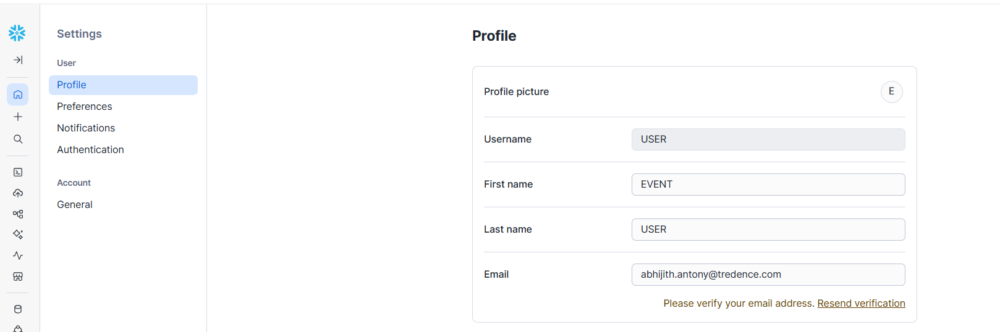 Settings
User
Profile
Preferences
Notifications
Authentication
Account
General
Profile
Profile picture
E
Username
USER
First name
EVENT
Last name
USER
Email
abhijith.antony@tredence.com
Please verify your email address. Resend verification